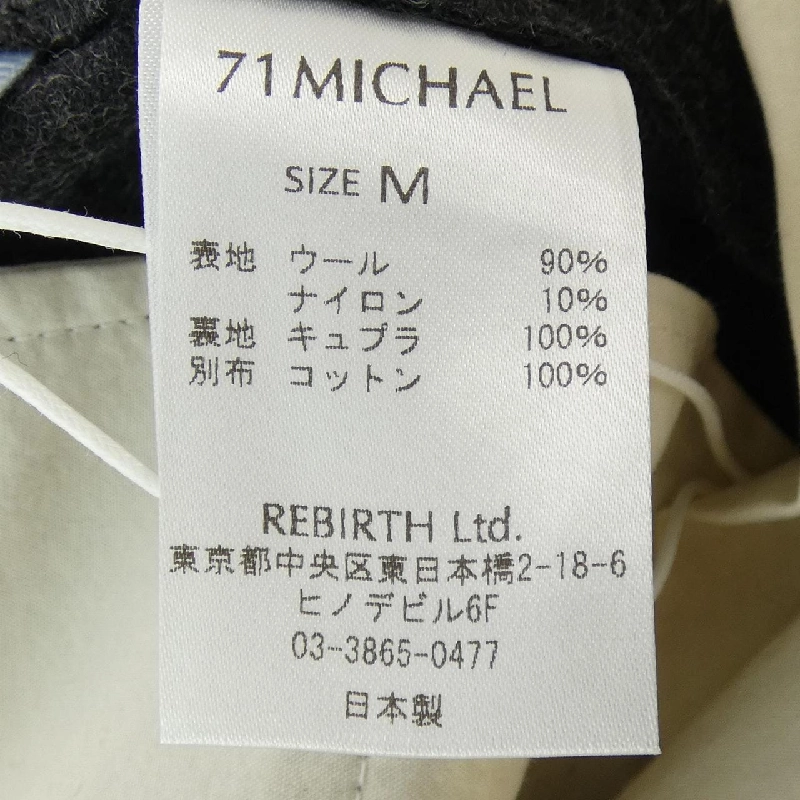 71 MICHAEL
SIZE M
表地 ウール 90%
ナイロン 10%
裏地 キュプラ 100%
別布 コットン 100%
REBIRTH Ltd.
東京都中央区東日本橋2-18-6
ヒノデビル6F
03-3865-0477
日本製